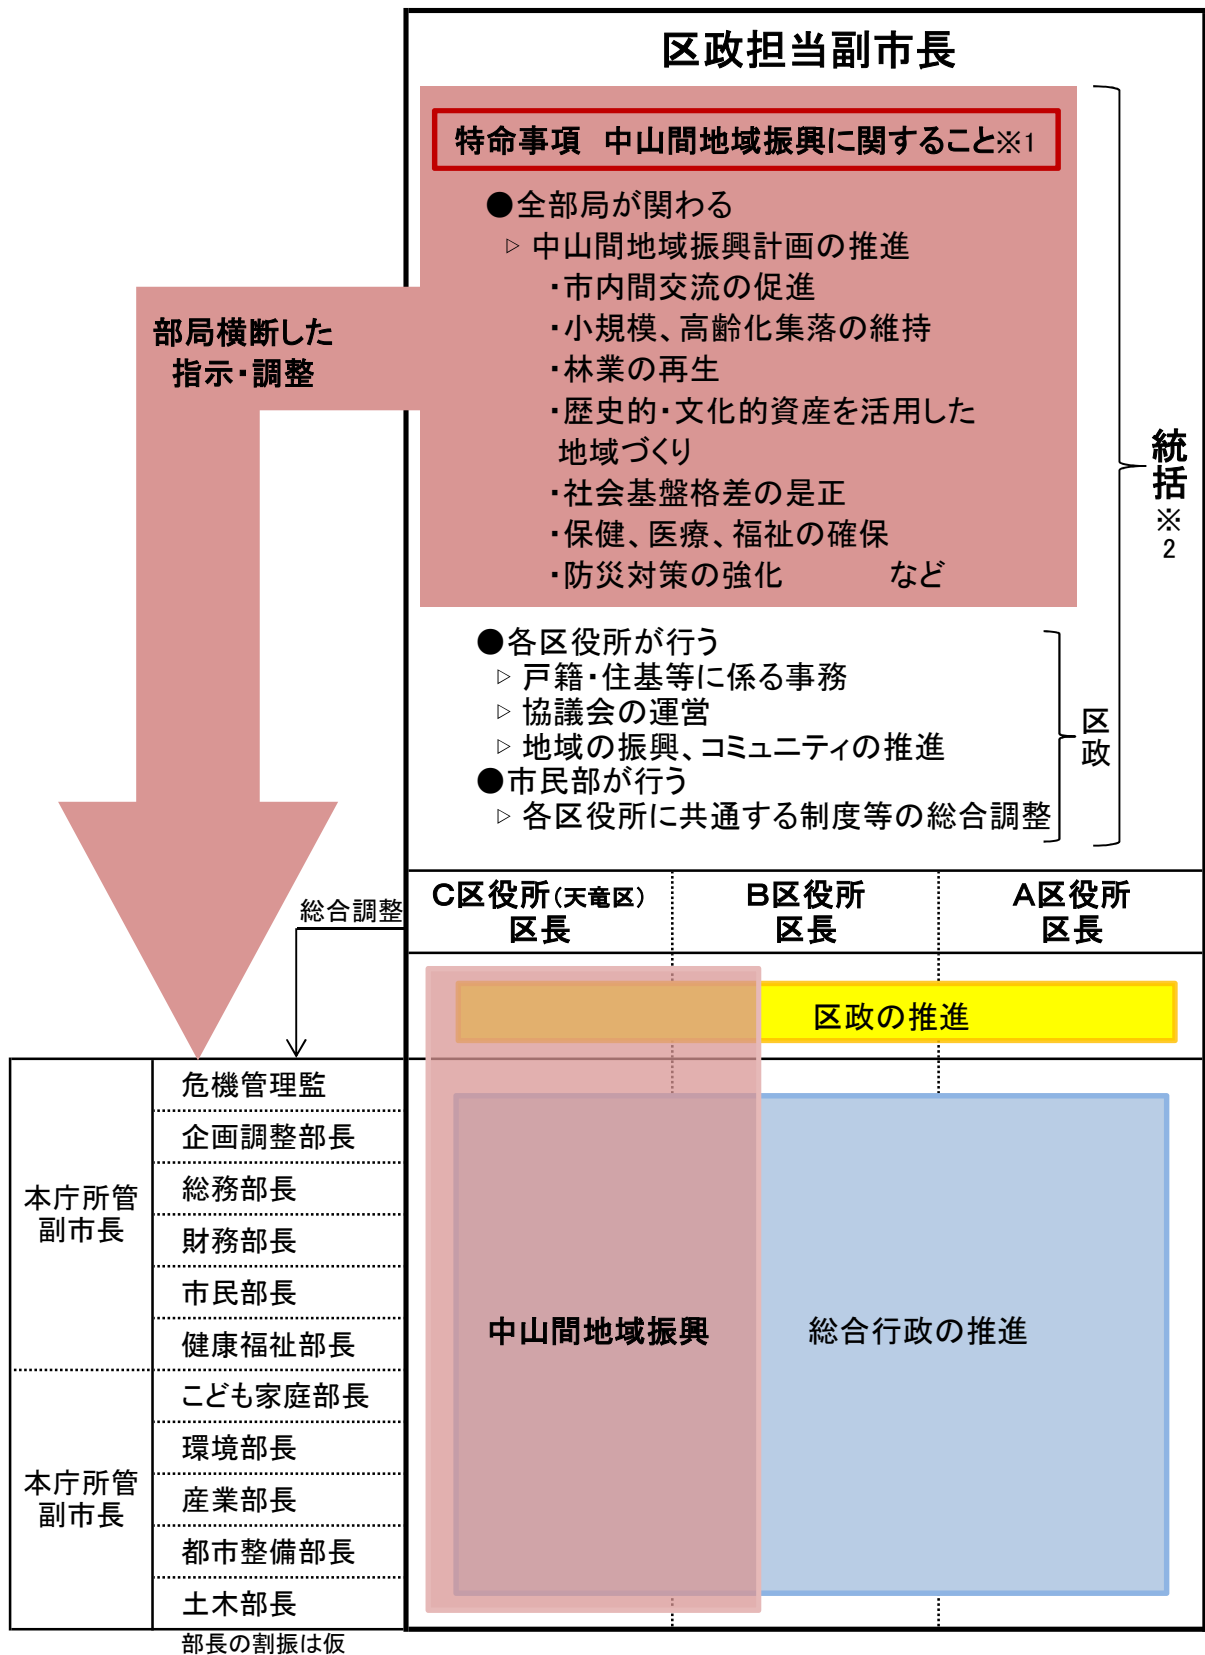 区政担当副市長
特命事項 中山間地域振興に関すること※1
●全部局が関わる
▷ 中山間地域振興計画の推進
・市内間交流の促進
・小規模、高齢化集落の維持
・林業の再生
・歴史的・文化的資産を活用した
地域づくり
・社会基盤格差の是正
・保健、医療、福祉の確保
・防災対策の強化 など
統括※2
●各区役所が行う
▷ 戸籍・住基等に係る事務
▷ 協議会の運営
▷ 地域の振興、コミュニティの推進
●市民部が行う
▷ 各区役所に共通する制度等の総合調整
区政
部局横断した
指示・調整
総合調整
C区役所(天竜区)
区長
B区役所
区長
A区役所
区長
区政の推進
本庁所管
副市長
危機管理監
企画調整部長
総務部長
財務部長
市民部長
健康福祉部長
本庁所管
副市長
こども家庭部長
環境部長
産業部長
都市整備部長
土木部長
中山間地域振興
総合行政の推進
部長の割振は仮